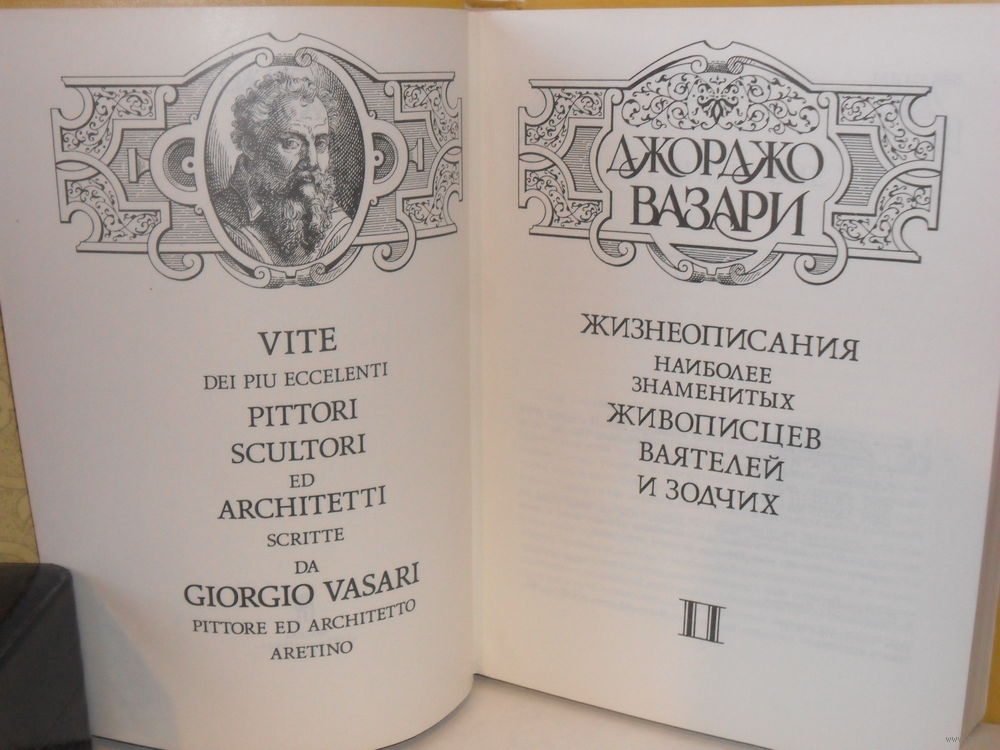 VITE
DEI PIU ECCELENTI
PITTORI
SCULTORI
ED
ARCHITETTI
SCRITTE
DA
GIORGIO VASARI
PITTORE ED ARCHITETTO
ARETINO
ДЖОРДЖО
ВАЗАРИ
ЖИЗНЕОПИСАНИЯ
НАИБОЛЕЕ
ЗНАМЕНИТЫХ
ЖИВОПИСЦЕВ
ВАЯТЕЛЕЙ
И ЗОДЧИХ
II